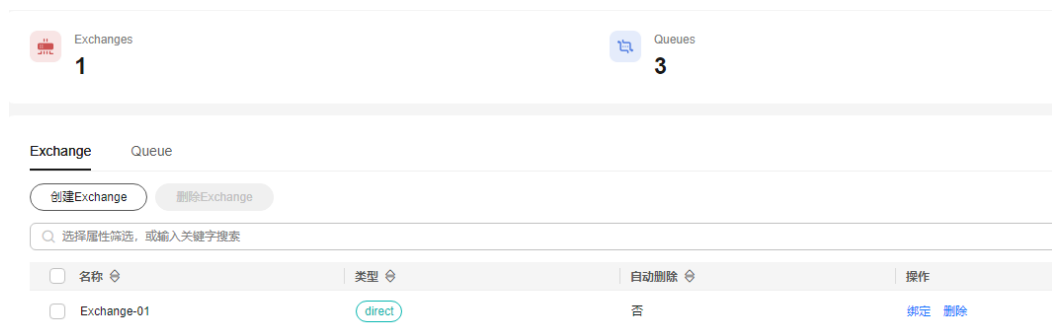 Exchanges
1
Queues
3
Exchange Queue
创建Exchange 删除Exchange
选择属性筛选，或输入关键字搜索
名称 类型 自动删除 操作
Exchange-01 direct 否 绑定 删除